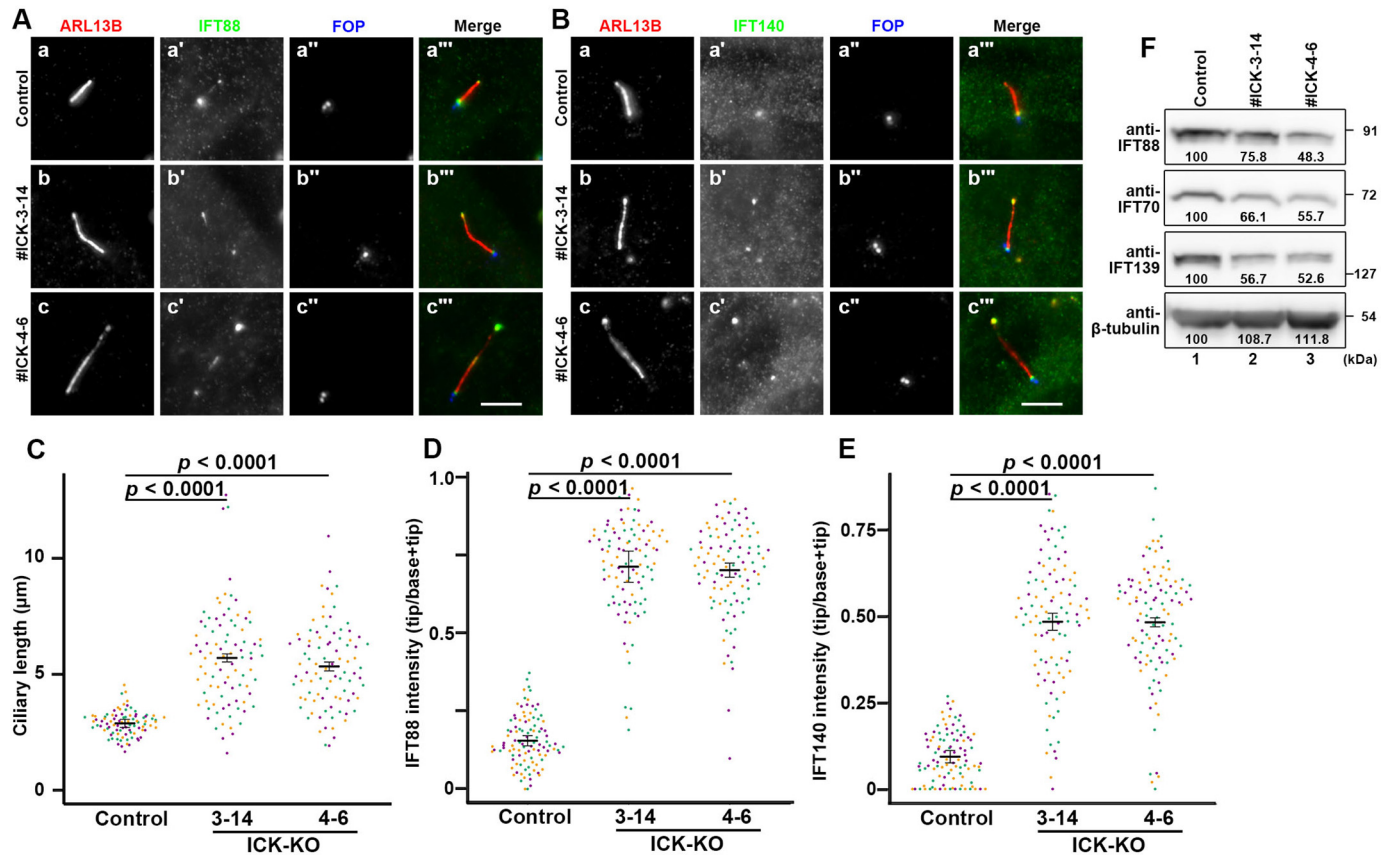 A
ARL13B IFT88 FOP Merge
Control
a a' a'' a'''
#ICK-3-14
b b' b'' b'''
#ICK-4-6
c c' c'' c'''
B
ARL13B IFT140 FOP Merge
Control
a a' a'' a'''
#ICK-3-14
b b' b'' b'''
#ICK-4-6
c c' c'' c'''
F
Control #ICK-3-14 #ICK-4-6
anti-
IFT88
100 75.8 48.3
91
anti-
IFT70
100 66.1 55.7
72
anti-
IFT139
100 56.7 52.6
127
anti-
β-tubulin
100 108.7 111.8
54
1 2 3 (kDa)
C
p < 0.0001
p < 0.0001
Ciliary length (µm)
10
5
0
Control 3-14 4-6
ICK-KO
D
p < 0.0001
p < 0.0001
IFT88 intensity (tip/base+tip)
1.0
0.5
0
Control 3-14 4-6
ICK-KO
E
p < 0.0001
p < 0.0001
IFT140 intensity (tip/base+tip)
0.75
0.50
0.25
0
Control 3-14 4-6
ICK-KO